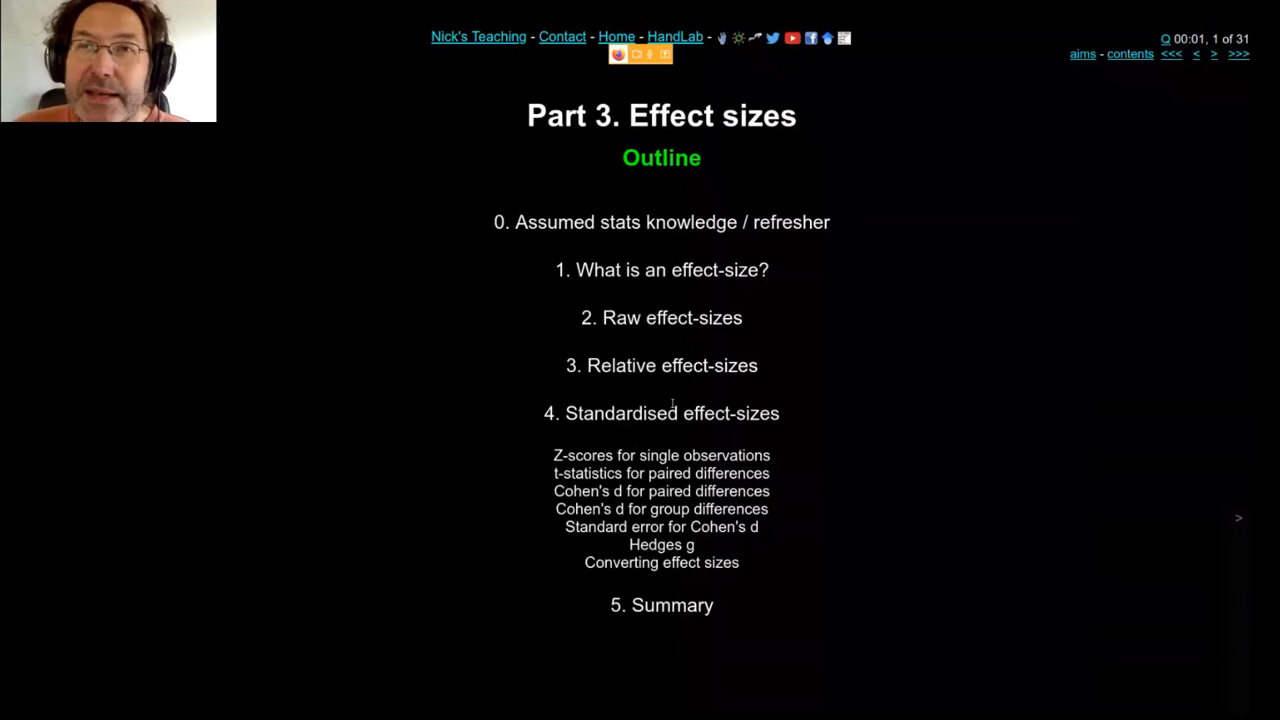 Nick's Teaching - Contact - Home - HandLab -
Q 00:01, 1 of 31
aims - contents <<< < > >>>
Part 3. Effect sizes
Outline
0. Assumed stats knowledge / refresher
1. What is an effect-size?
2. Raw effect-sizes
3. Relative effect-sizes
4. Standardised effect-sizes
Z-scores for single observations
t-statistics for paired differences
Cohen's d for paired differences
Cohen's d for group differences
Standard error for Cohen's d
Hedges g
Converting effect sizes
5. Summary
>